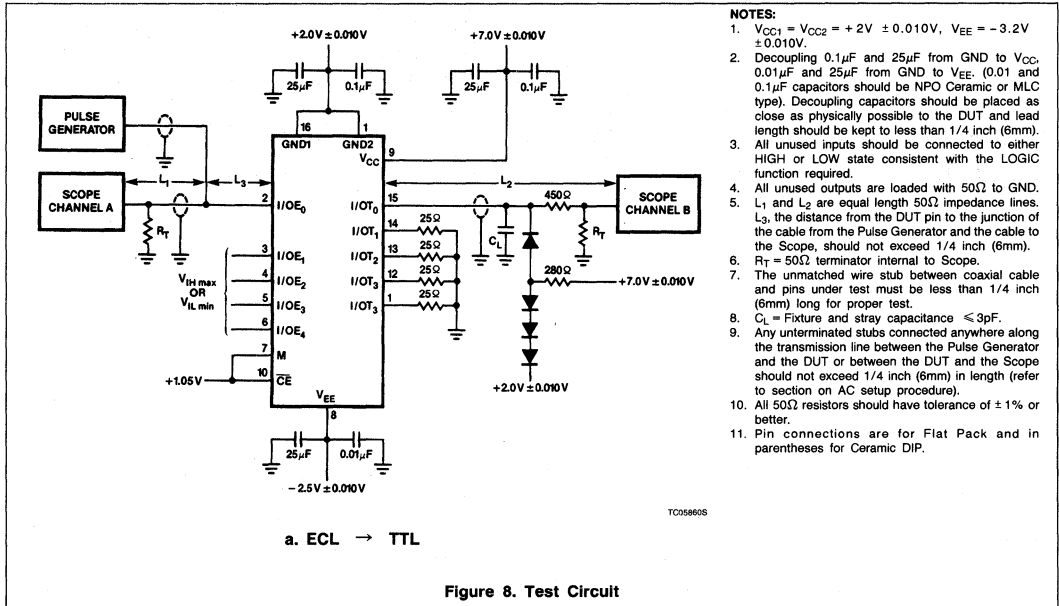 +2.0V ±0.010V
+7.0V ±0.010V
25μF
0.1μF
25μF
0.1μF
PULSE
GENERATOR
16
1
GND1
GND2
VCC
9
L1
L3
L2
SCOPE
CHANNEL A
2
I/OE0
15
I/OT0
450Ω
SCOPE
CHANNEL B
RT
CL
RT
14
I/OT1
25Ω
13
I/OT2
25Ω
12
I/OT3
25Ω
1
I/OT3
25Ω
280Ω
+7.0V ±0.010V
VIH max
OR
VIL min
3
I/OE1
4
I/OE2
5
I/OE3
6
I/OE4
7
M
10
CE
+1.05V
+2.0V ±0.010V
VEE
8
25μF
0.01μF
−2.5V ±0.010V
TC05860S
a. ECL → TTL
Figure 8. Test Circuit
NOTES:
1. VCC1 = VCC2 = +2V ±0.010V, VEE = −3.2V
±0.010V.
2. Decoupling 0.1μF and 25μF from GND to VCC,
0.01μF and 25μF from GND to VEE. (0.01 and
0.1μF capacitors should be NPO Ceramic or MLC
type). Decoupling capacitors should be placed as
close as physically possible to the DUT and lead
length should be kept to less than 1/4 inch (6mm).
3. All unused inputs should be connected to either
HIGH or LOW state consistent with the LOGIC
function required.
4. All unused outputs are loaded with 50Ω to GND.
5. L1 and L2 are equal length 50Ω impedance lines.
L3, the distance from the DUT pin to the junction of
the cable from the Pulse Generator and the cable to
the Scope, should not exceed 1/4 inch (6mm).
6. RT = 50Ω terminator internal to Scope.
7. The unmatched wire stub between coaxial cable
and pins under test must be less than 1/4 inch
(6mm) long for proper test.
8. CL = Fixture and stray capacitance ≤3pF.
9. Any unterminated stubs connected anywhere along
the transmission line between the Pulse Generator
and the DUT or between the DUT and the Scope
should not exceed 1/4 inch (6mm) in length (refer
to section on AC setup procedure).
10. All 50Ω resistors should have tolerance of ±1% or
better.
11. Pin connections are for Flat Pack and in
parentheses for Ceramic DIP.